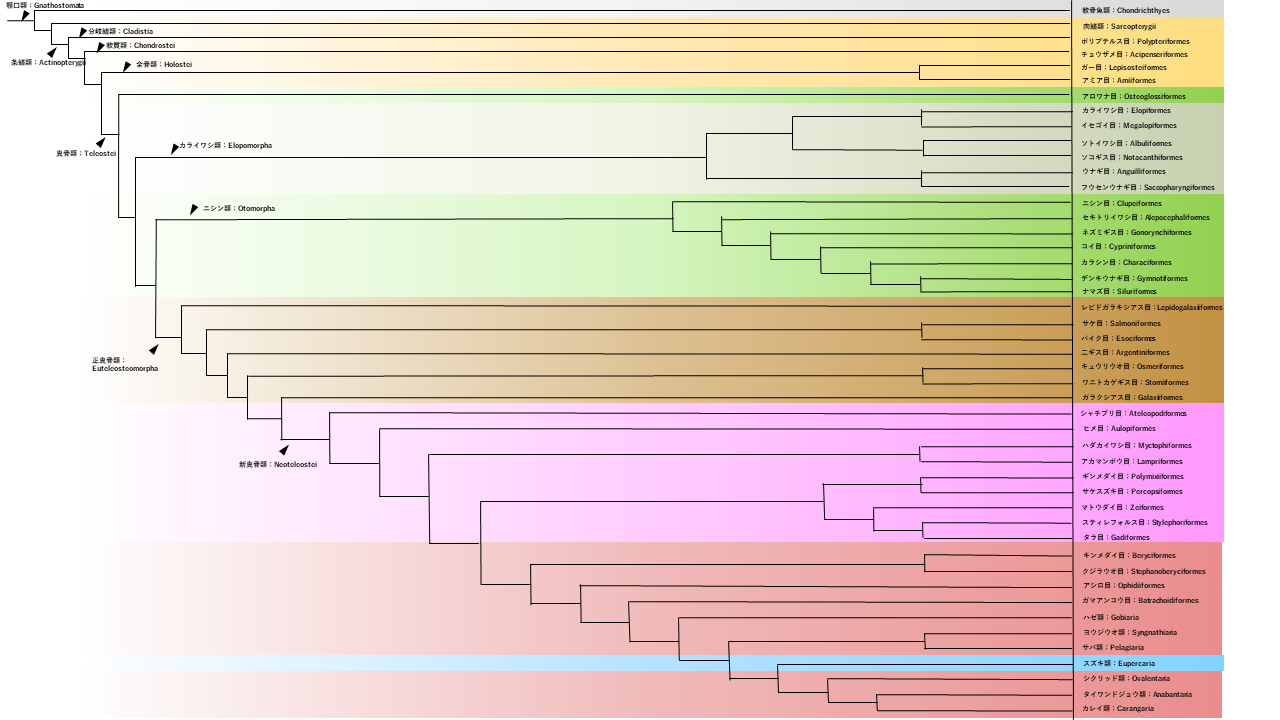 顎口類：Gnathostomata
分岐鰭類：Cladistia
軟質類：Chondrostei
条鰭類：Actinopterygii
全骨類：Holostei
真骨類：Teleostei
カライワシ類：Elopomorpha
ニシン類：Otomorpha
正真骨類：
Euteleosteomorpha
新真骨類：Neoteleostei
軟骨魚類：Chondrichthyes
肉鰭類：Sarcopterygii
ポリプテルス目：Polypteriformes
チョウザメ目：Acipenseriformes
ガー目：Lepisosteiformes
アミア目：Amiiformes
アロワナ目：Osteoglossiformes
カライワシ目：Elopiformes
イセゴイ目：Megalopiformes
ソトイワシ目：Albuliformes
ソコギス目：Notacanthiformes
ウナギ目：Anguilliformes
フウセンウナギ目：Saccopharyngiformes
ニシン目：Clupeiformes
セキトリイワシ目：Alepocephaliformes
ネズミギス目：Gonorynchiformes
コイ目：Cypriniformes
カラシン目：Characiformes
デンキウナギ目：Gymnotiformes
ナマズ目：Siluriformes
レピドガラキシアス目：Lepidogalaxiiformes
サケ目：Salmoniformes
パイク目：Esociformes
ニギス目：Argentiniformes
キュウリウオ目：Osmeriformes
ワニトカゲギス目：Stomiiformes
ガラクシアス目：Galaxiiformes
シャチブリ目：Ateleopodiformes
ヒメ目：Aulopiformes
ハダカイワシ目：Myctophiformes
アカマンボウ目：Lampriformes
ギンメダイ目：Polymixiiformes
サケスズキ目：Percopsiformes
マトウダイ目：Zeiformes
スティレフォルス目：Stylephoriformes
タラ目：Gadiformes
キンメダイ目：Beryciformes
クジラウオ目：Stephanoberyciformes
アシロ目：Ophidiiformes
ガマアンコウ目：Batrachoidiformes
ハゼ類：Gobiaria
ヨウジウオ類：Syngnathiaria
サバ類：Pelagiaria
スズキ類：Eupercaria
シクリッド類：Ovalentaria
タイワンドジョウ類：Anabantaria
カレイ類：Carangaria